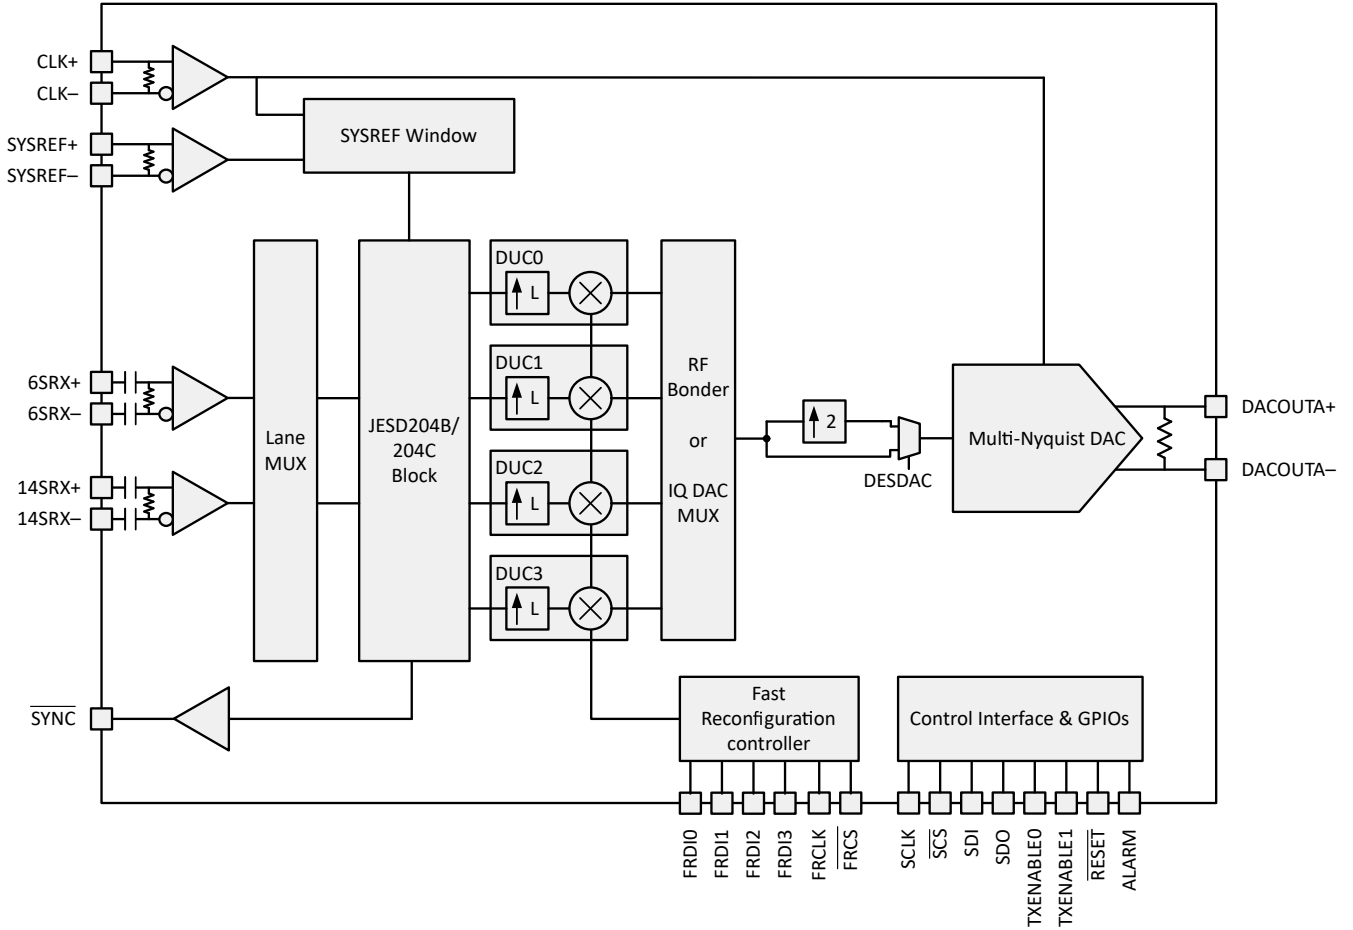 CLK+
CLK–
SYSREF+
SYSREF–
SYSREF Window
6SRX+
6SRX–
14SRX+
14SRX–
Lane
MUX
JESD204B/
204C
Block
DUC0
L
DUC1
L
DUC2
L
DUC3
L
RF
Bonder
or
IQ DAC
MUX
2
DESDAC
Multi-Nyquist DAC
DACOUTA+
DACOUTA–
SYNC
Fast
Reconfiguration
controller
Control Interface & GPIOs
FRDI0
FRDI1
FRDI2
FRDI3
FRCLK
FRCS
SCLK
SCS
SDI
SDO
TXENABLE0
TXENABLE1
RESET
ALARM